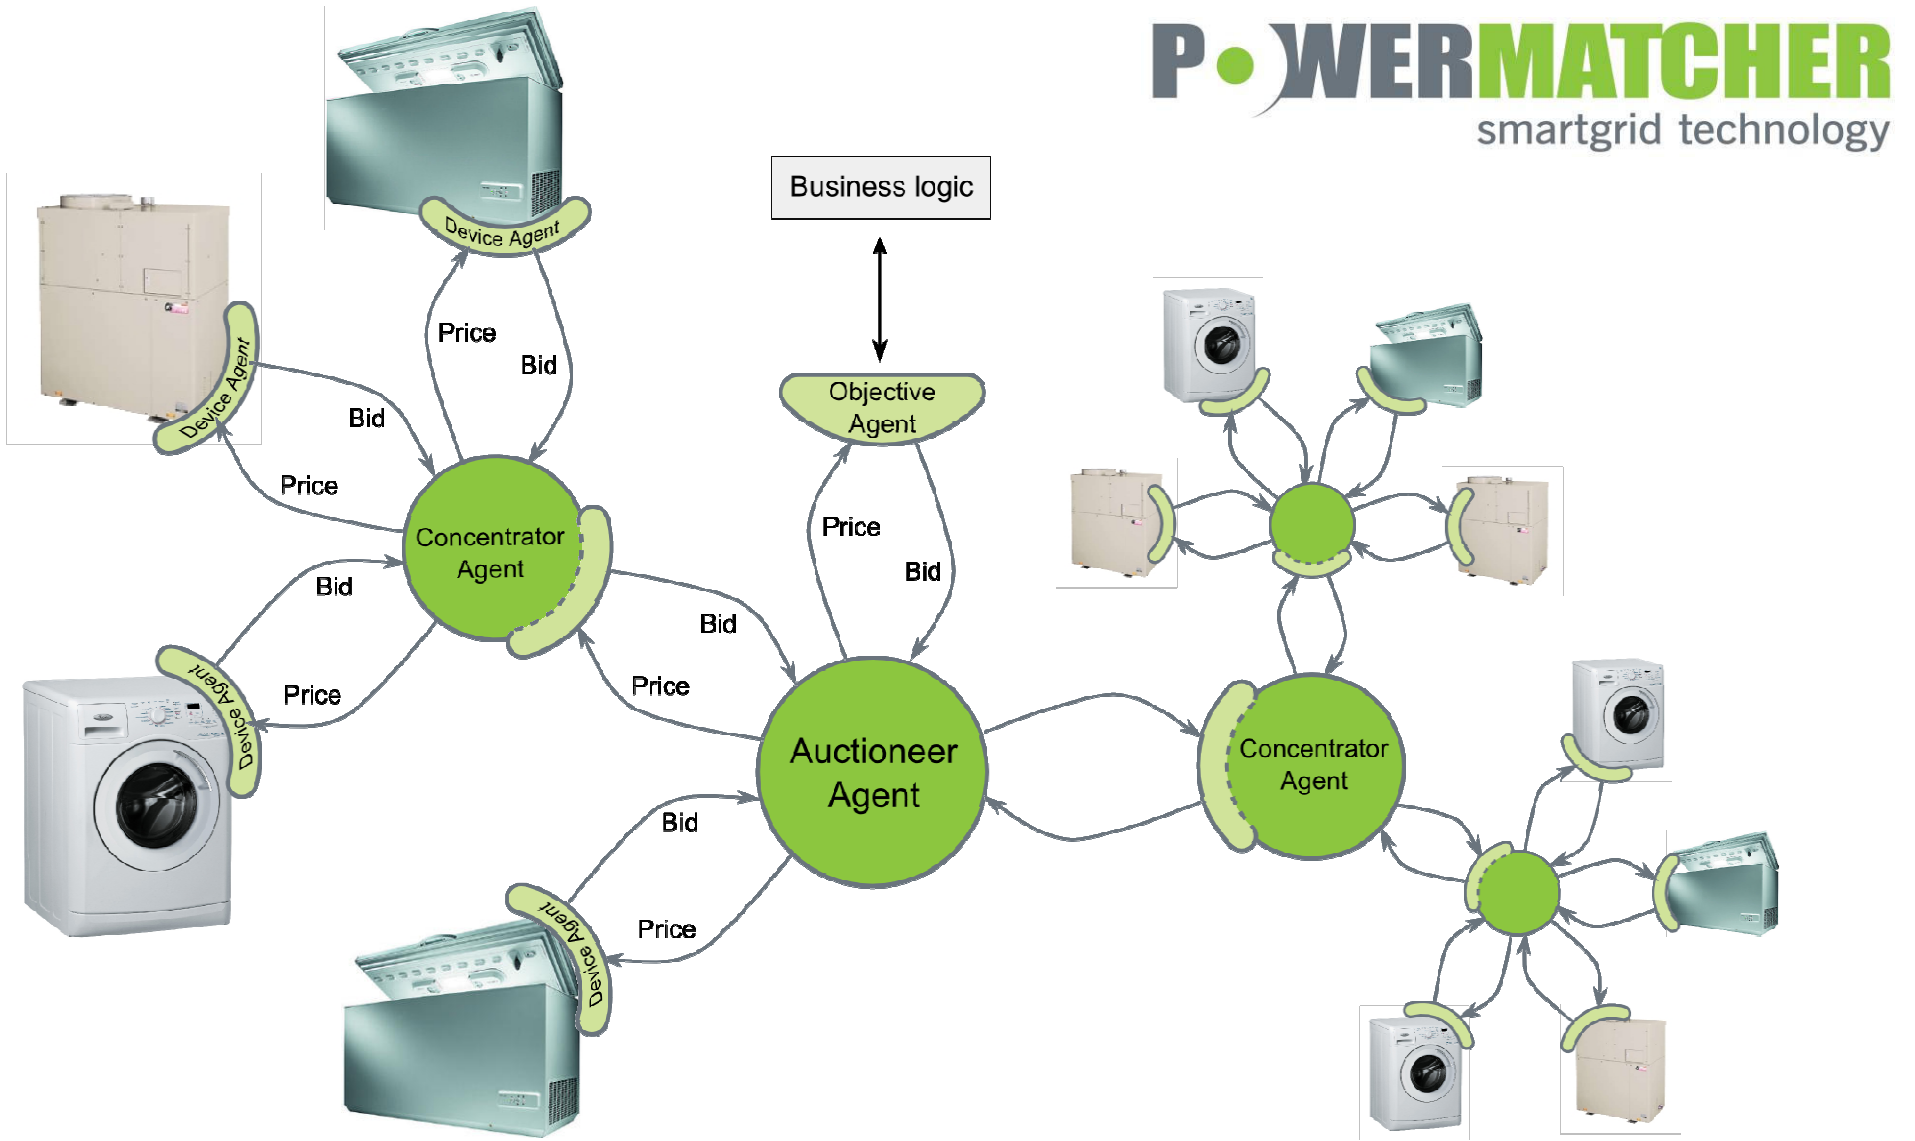 POWERMATCHER
smartgrid technology
Business logic
Device Agent
Price
Bid
Device Agent
Bid
Price
Objective
Agent
Price
Bid
Concentrator
Agent
Bid
Price
Device Agent
Bid
Price
Auctioneer
Agent
Concentrator
Agent
Bid
Price
Device Agent